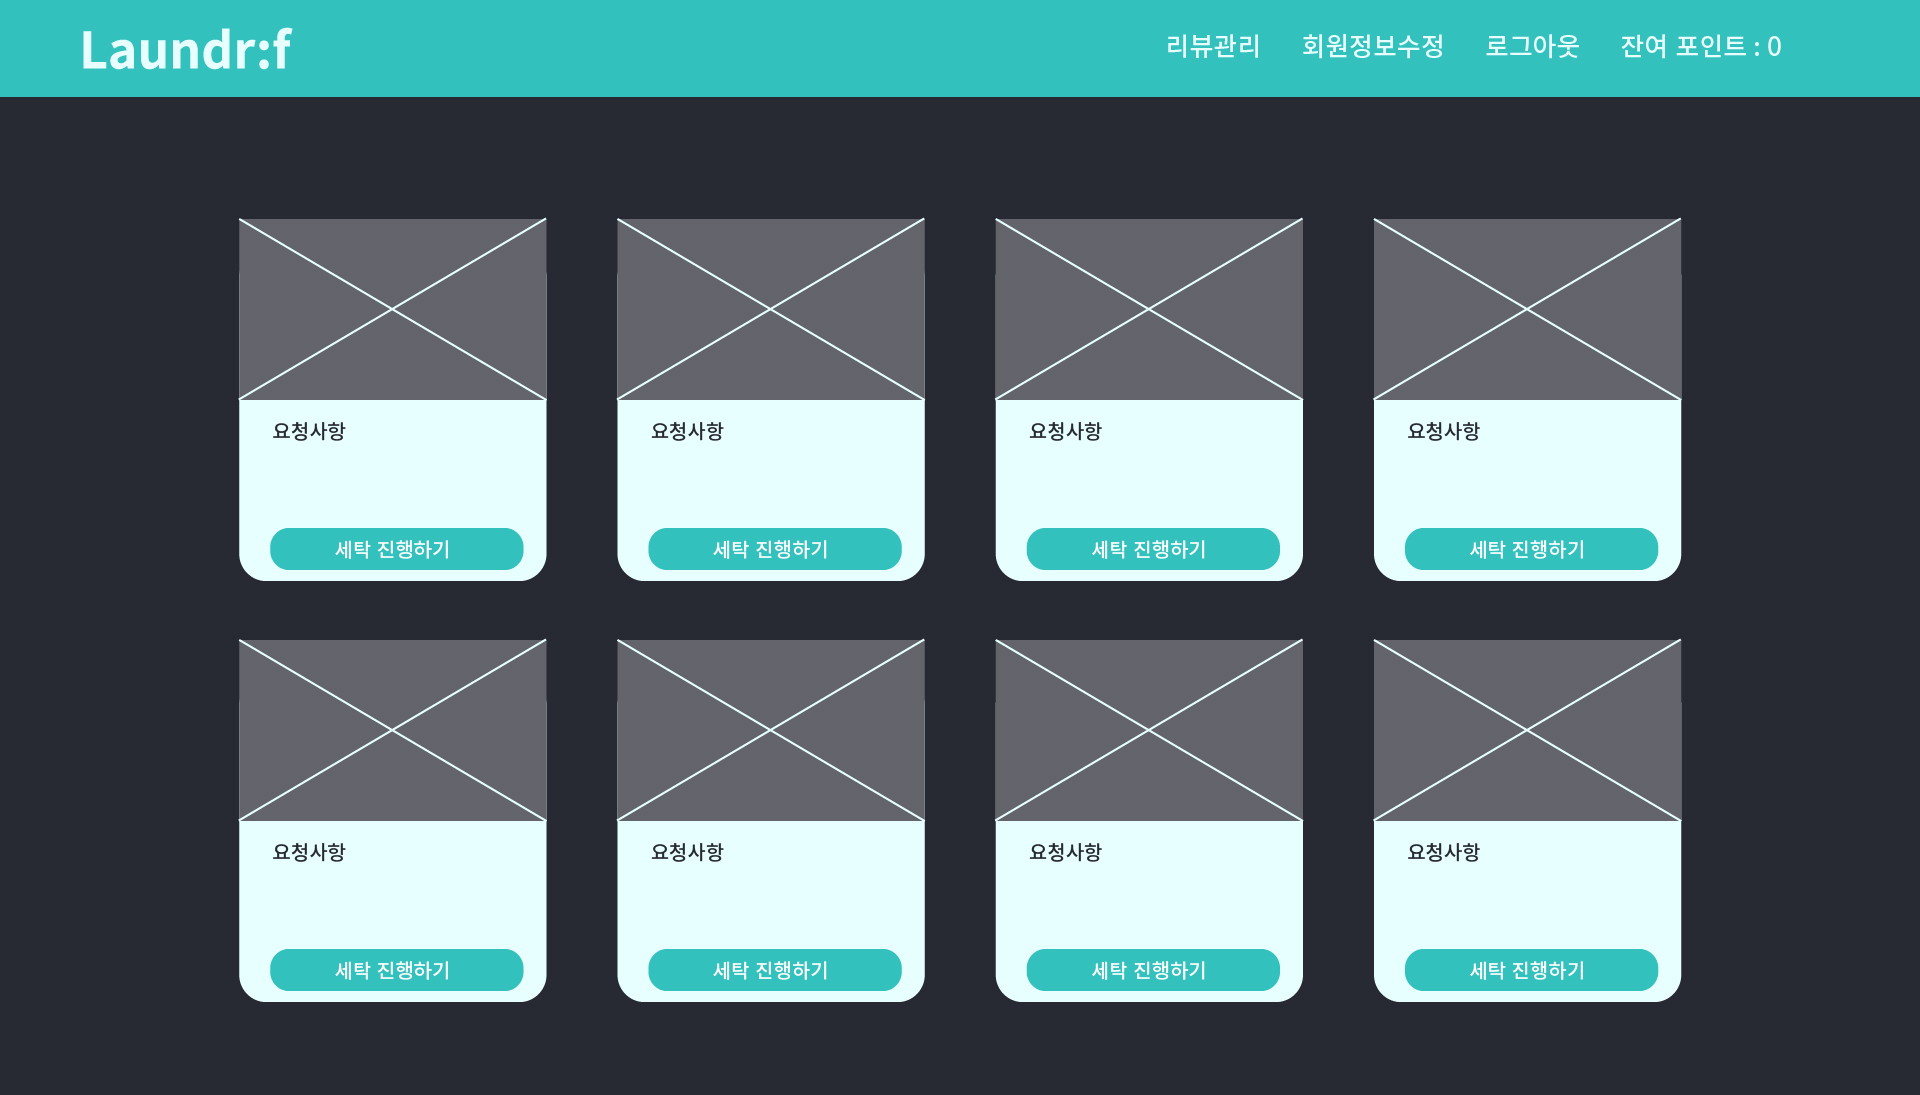 Laundr:f
리뷰관리 회원정보수정 로그아웃 잔여 포인트 : 0
요청사항 요청사항 요청사항 요청사항
세탁 진행하기 세탁 진행하기 세탁 진행하기 세탁 진행하기
요청사항 요청사항 요청사항 요청사항
세탁 진행하기 세탁 진행하기 세탁 진행하기 세탁 진행하기